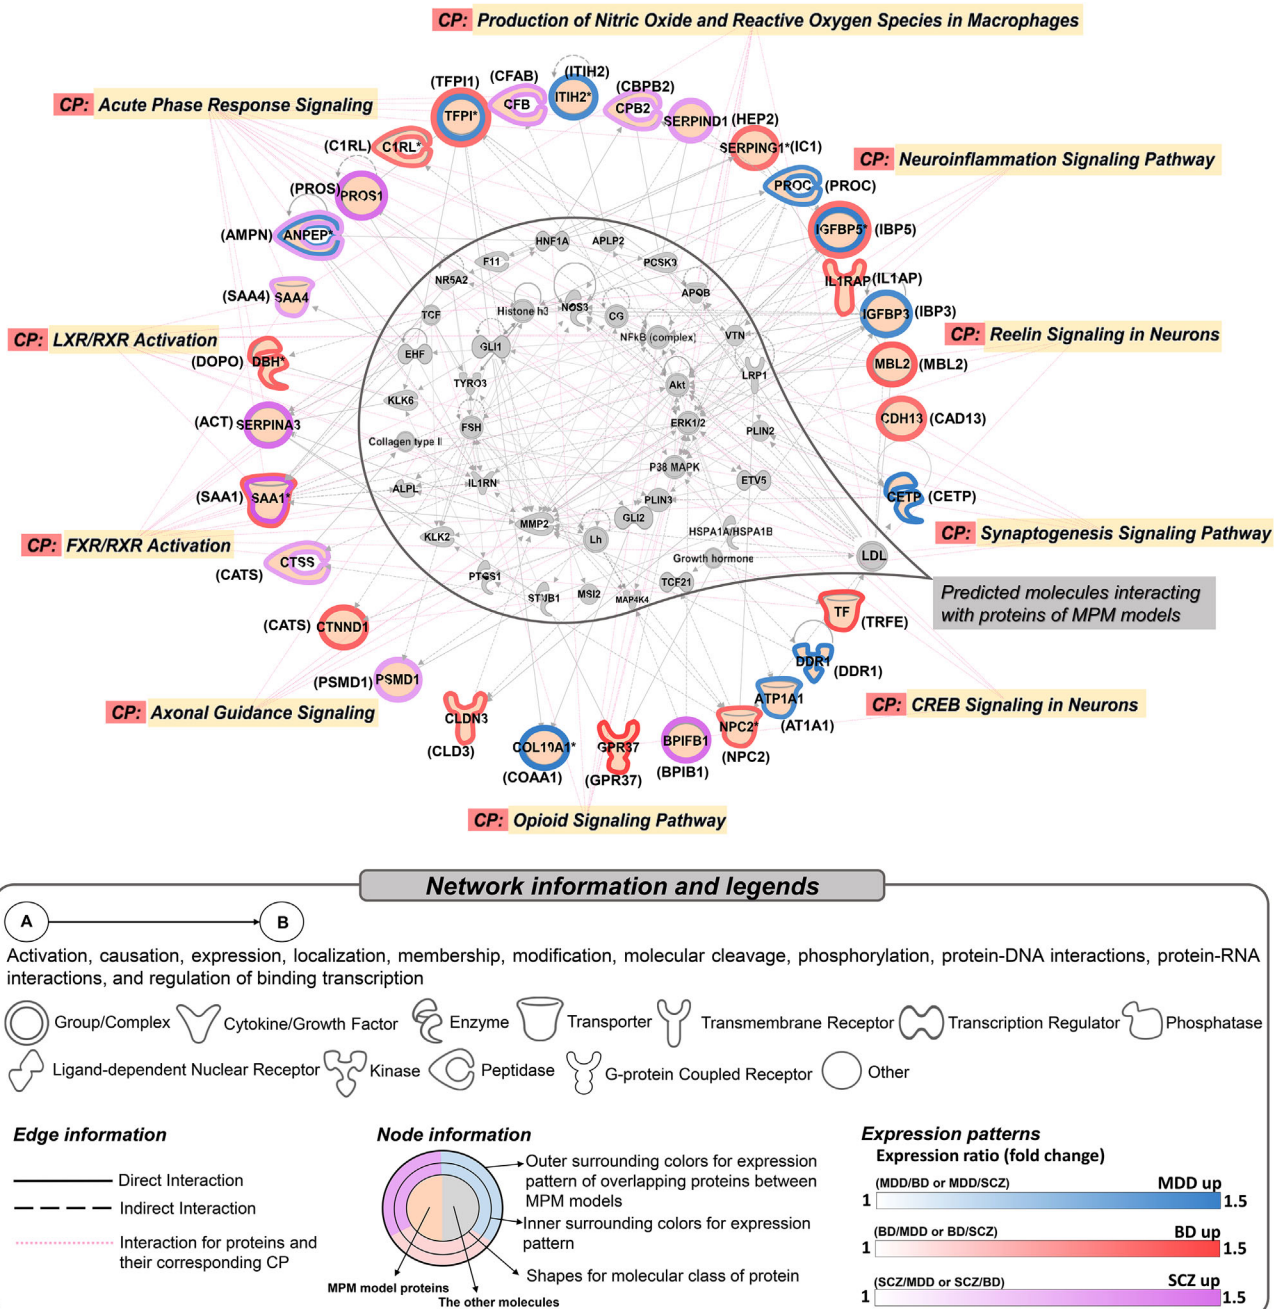 CP: Production of Nitric Oxide and Reactive Oxygen Species in Macrophages
CP: Acute Phase Response Signaling
(TFPI1)
(CFAB)
(ITIH2)
(CBPB2)
TFPI*
CFB
ITIH2*
CPB2
SERPIND1
(HEP2)
(C1RL)
C1RL*
SERPING1*
(IC1)
CP: Neuroinflammation Signaling Pathway
(PROS)
PROS1
PROC
(PROC)
(AMPN)
ANPEP*
IGFBP5*
(IBP5)
HNF1A
APLP2
F11
PCSK3
NR5A2
APOB
IL1RAP
(IL1AP)
(SAA4)
SAA4
Histone h3
NOS3
CG
TCF
IGFBP3
(IBP3)
CP: LXR/RXR Activation
NFkB (complex)
VTN
CP: Reelin Signaling in Neurons
(DOPO)
DBH*
EHF
GLI1
LRP1
MBL2
(MBL2)
TYRO3
Akt
KLK6
(ACT)
SERPINA3
FSH
ERK1/2
PLIN2
CDH13
(CAD13)
Collagen type II
P38 MAPK
(SAA1)
SAA1*
ALPL
IL1RN
ETV5
PLIN3
CETP
(CETP)
CP: FXR/RXR Activation
MMP2
GLI2
HSPA1A/HSPA1B
CP: Synaptogenesis Signaling Pathway
KLK2
Lh
LDL
(CATS)
CTSS
Growth hormone
PTGS1
TCF21
STUB1
MSI2
MAP4K4
Predicted molecules interacting
with proteins of MPM models
(CATS)
CTNND1
TF
(TRFE)
(PSMD1)
PSMD1
DDR1
(DDR1)
CP: Axonal Guidance Signaling
CLDN3
(CLD3)
ATP1A1
(AT1A1)
CP: CREB Signaling in Neurons
COL10A1*
(COAA1)
GPR37
(GPR37)
BPIFB1
(BPIB1)
NPC2*
(NPC2)
CP: Opioid Signaling Pathway
Network information and legends
A
B
Activation, causation, expression, localization, membership, modification, molecular cleavage, phosphorylation, protein-DNA interactions, protein-RNA
interactions, and regulation of binding transcription
Group/Complex
Cytokine/Growth Factor
Enzyme
Transporter
Transmembrane Receptor
Transcription Regulator
Phosphatase
Ligand-dependent Nuclear Receptor
Kinase
Peptidase
G-protein Coupled Receptor
Other
Edge information
Direct Interaction
Indirect Interaction
Interaction for proteins and
their corresponding CP
Node information
Outer surrounding colors for expression
pattern of overlapping proteins between
MPM models
Inner surrounding colors for expression
pattern
Shapes for molecular class of protein
MPM model proteins
The other molecules
Expression patterns
Expression ratio (fold change)
(MDD/BD or MDD/SCZ)
MDD up
1
1.5
(BD/MDD or BD/SCZ)
BD up
1
1.5
(SCZ/MDD or SCZ/BD)
SCZ up
1
1.5